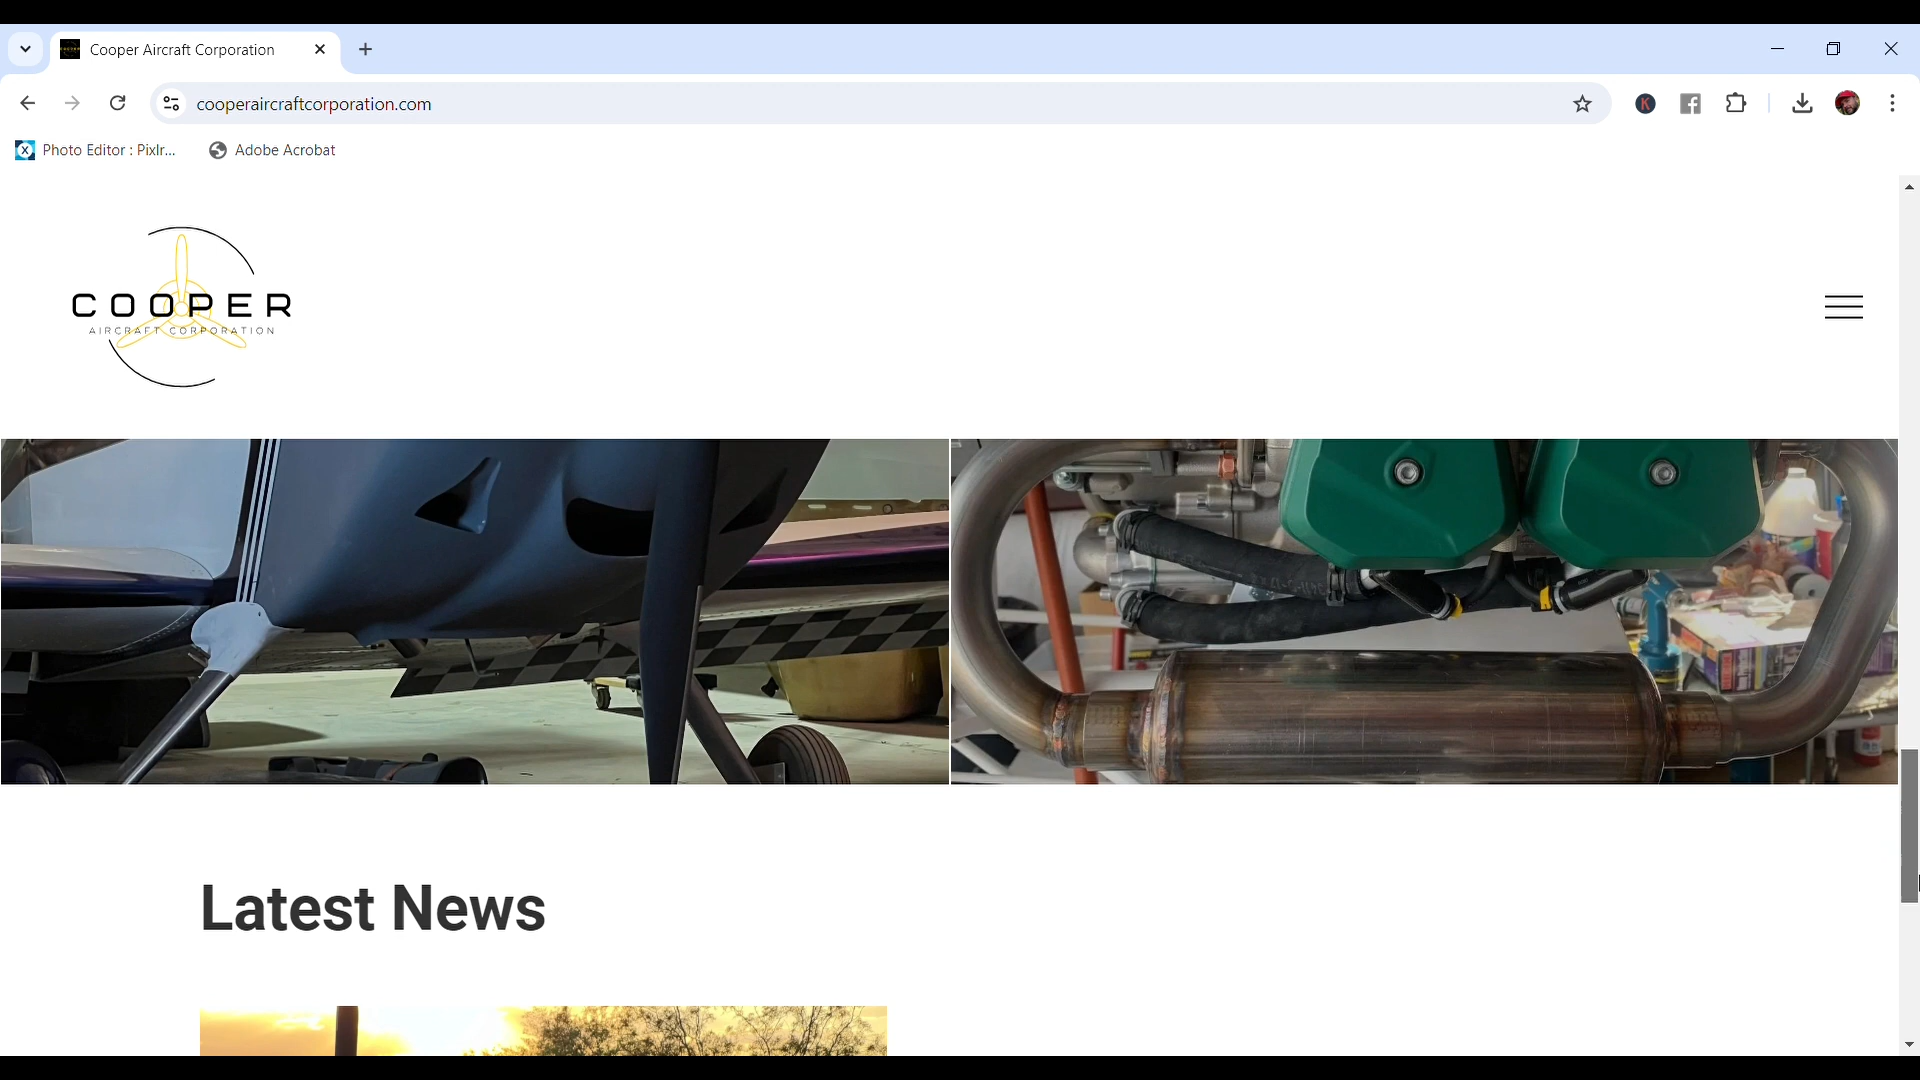 Cooper Aircraft Corporation
cooperaircraftcorporation.com
K
Photo Editor : Pixlr...
Adobe Acrobat
COOPER
AIRCRAFT CORPORATION
Latest News